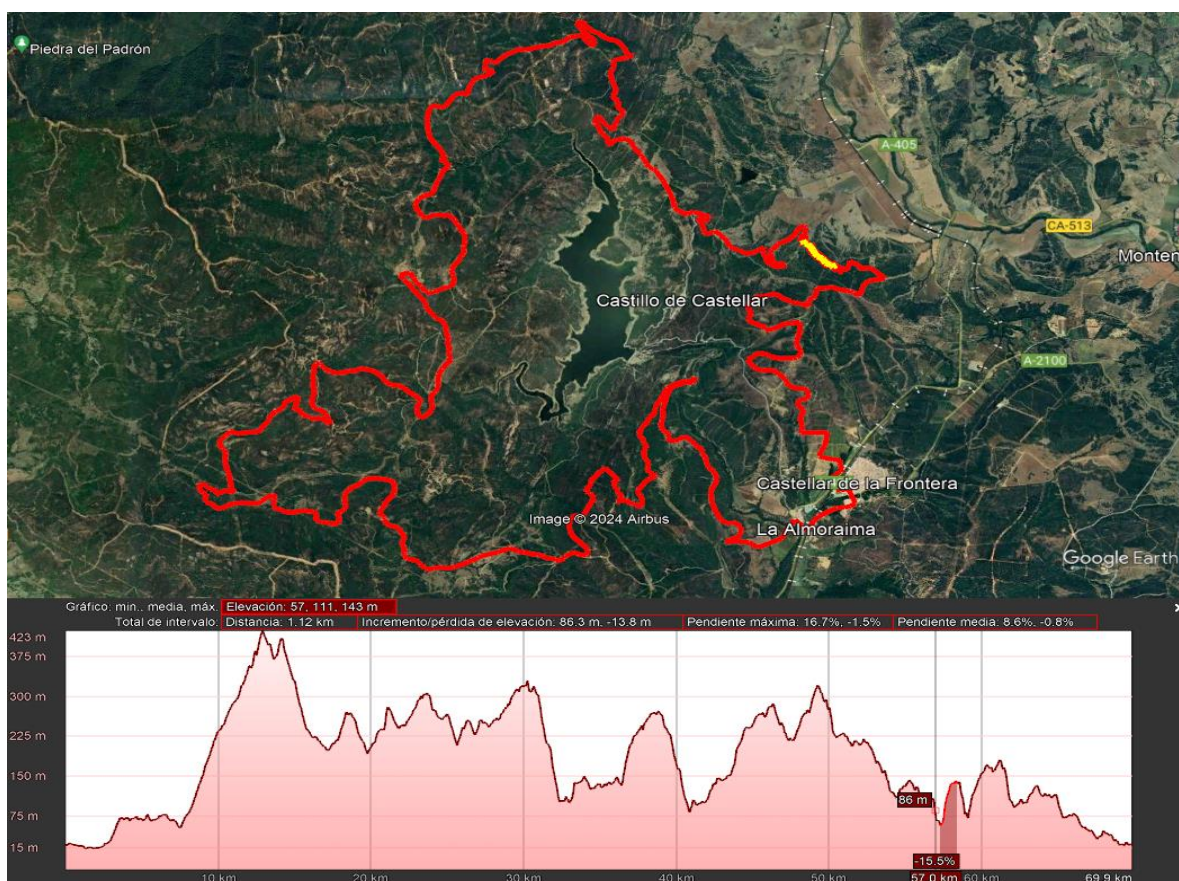 Piedra del Padrón
A-405
CA-513
Monten
Castillo de Castellar
A-2100
Castellar de la Frontera
Image © 2024 Airbus
La Almoraima
Google Earth
Gráfico: min., media, máx. Elevación: 57, 111, 143 m
Total de intervalo: Distancia: 1.12 km Incremento/pérdida de elevación: 86.3 m, -13.8 m Pendiente máxima: 16.7%, -1.5% Pendiente media: 8.6%, -0.8%
423 m
375 m
300 m
225 m
150 m
75 m
15 m
86 m
-15.5%
10 km 20 km 30 km 40 km 50 km 57.0 km 60 km 69.9 km